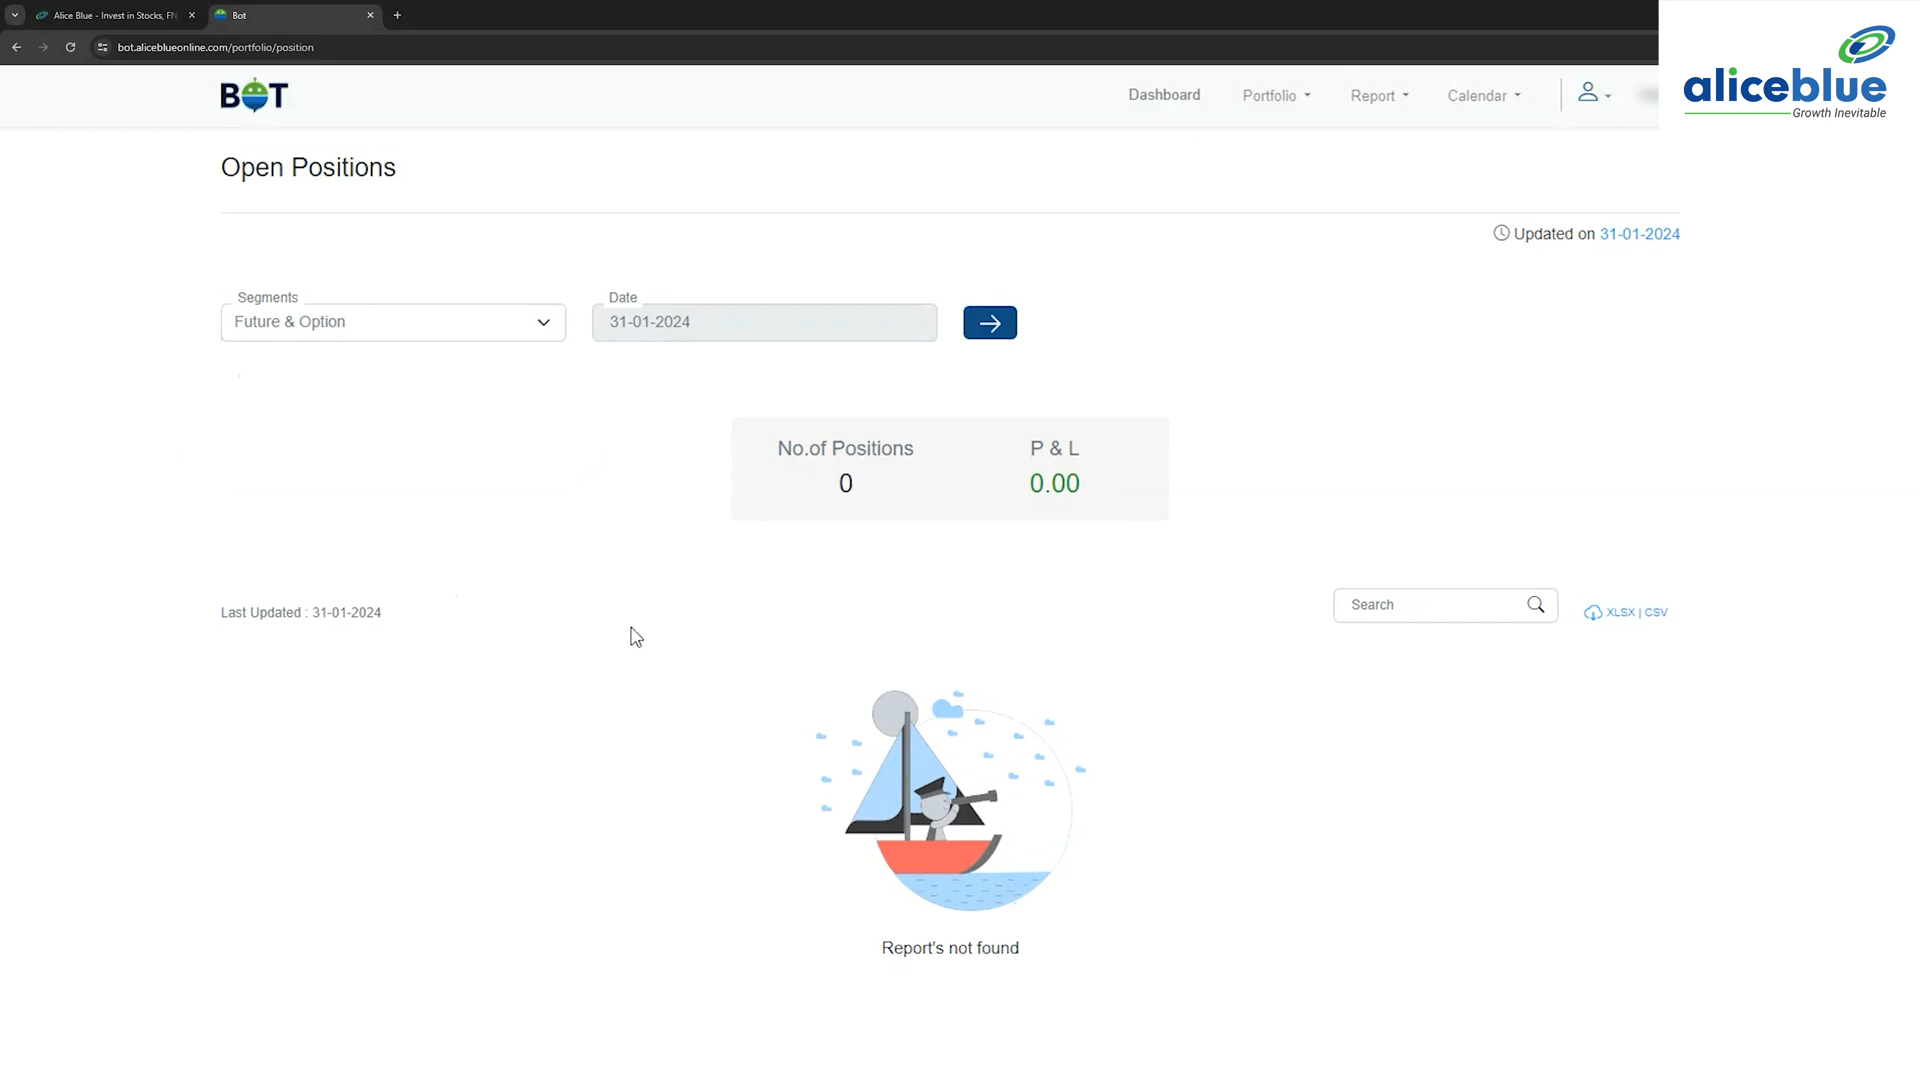 Alice Blue - Invest in Stocks, FN
Bot
bot.aliceblueonline.com/portfolio/position
BOT
Dashboard
Portfolio
Report
Calendar
aliceblue
Growth Inevitable
Open Positions
Updated on 31-01-2024
Segments
Future & Option
Date
31-01-2024
No.of Positions
P & L
0
0.00
Last Updated : 31-01-2024
Search
XLSX | CSV
Report's not found